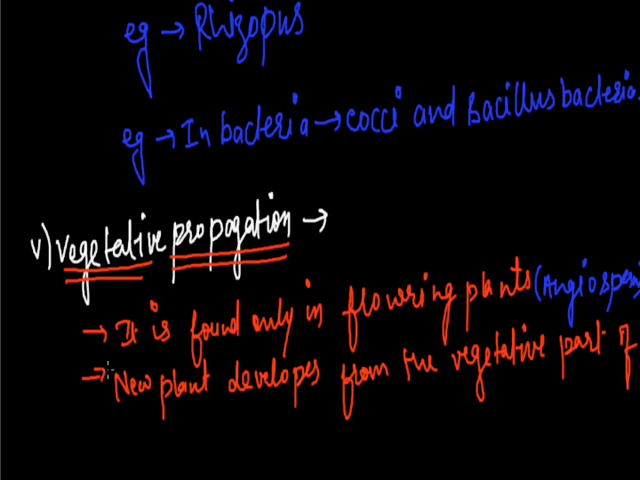 eg → Rhizopus
eg → In bacteria → cocci and Bacillus bacteria
v) vegetative propagation →
→ It is found only in flowring plants (Angiosperm
→ New plant developes from the vegetative part of